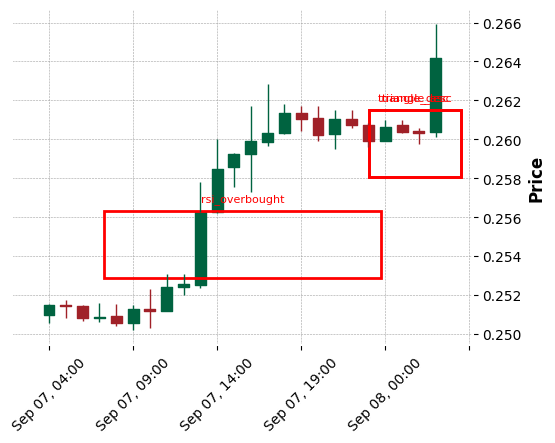 0.266
0.264
0.262
0.260
0.258
0.256
0.254
0.252
0.250
Price
rsi_overbought
Sep 07, 04:00
Sep 07, 09:00
Sep 07, 14:00
Sep 07, 19:00
Sep 08, 00:00